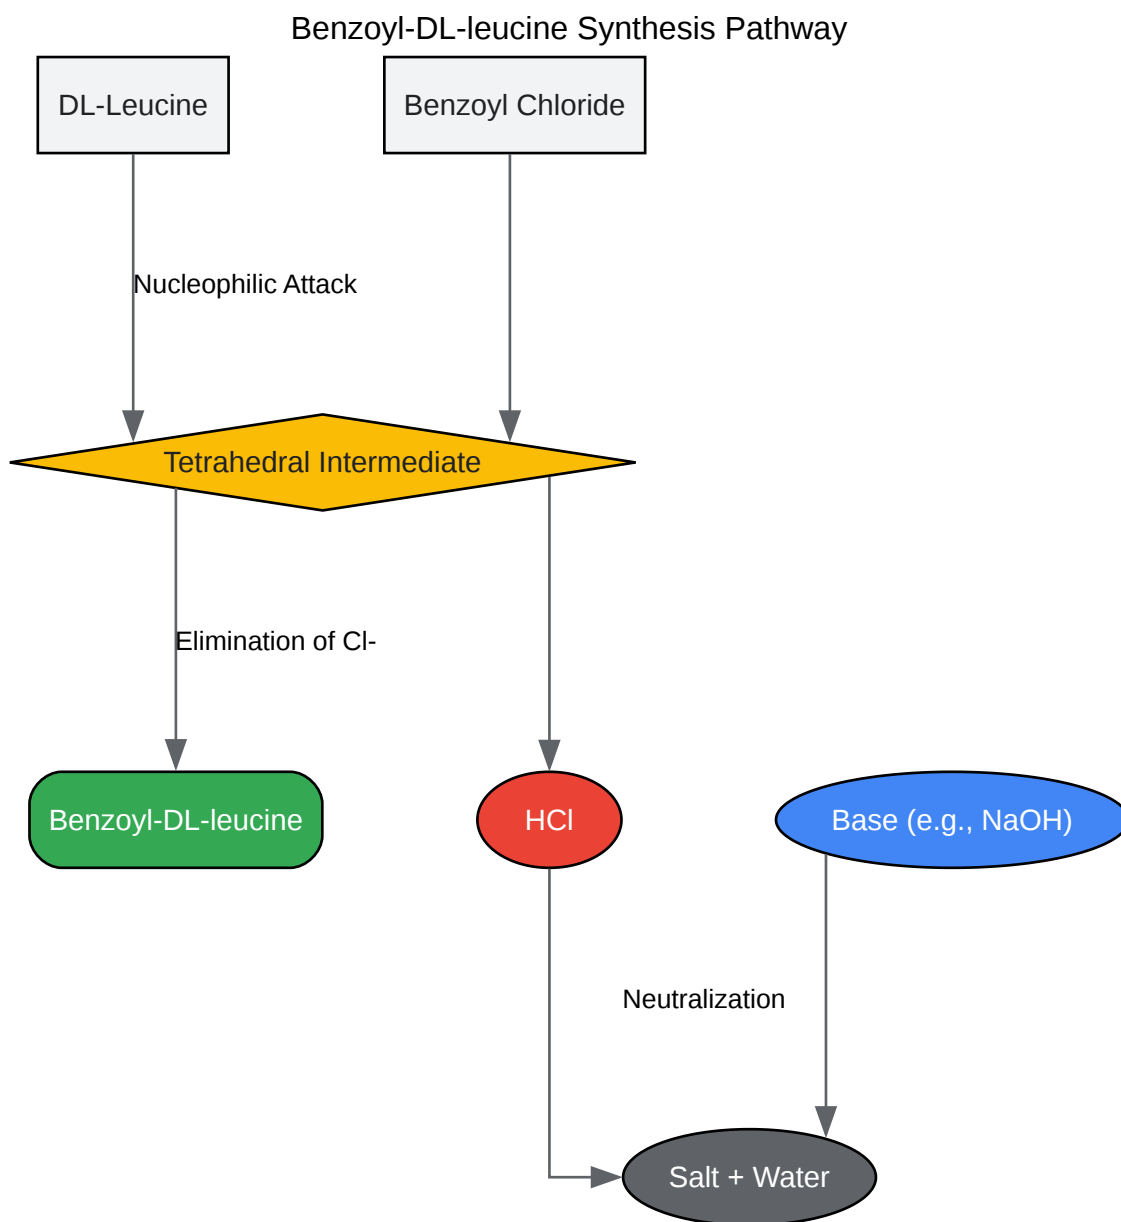 Benzoyl-DL-leucine Synthesis Pathway
DL-Leucine
Benzoyl Chloride
Nucleophilic Attack
Tetrahedral Intermediate
Elimination of Cl-
Benzoyl-DL-leucine
HCl
Base (e.g., NaOH)
Neutralization
Salt + Water